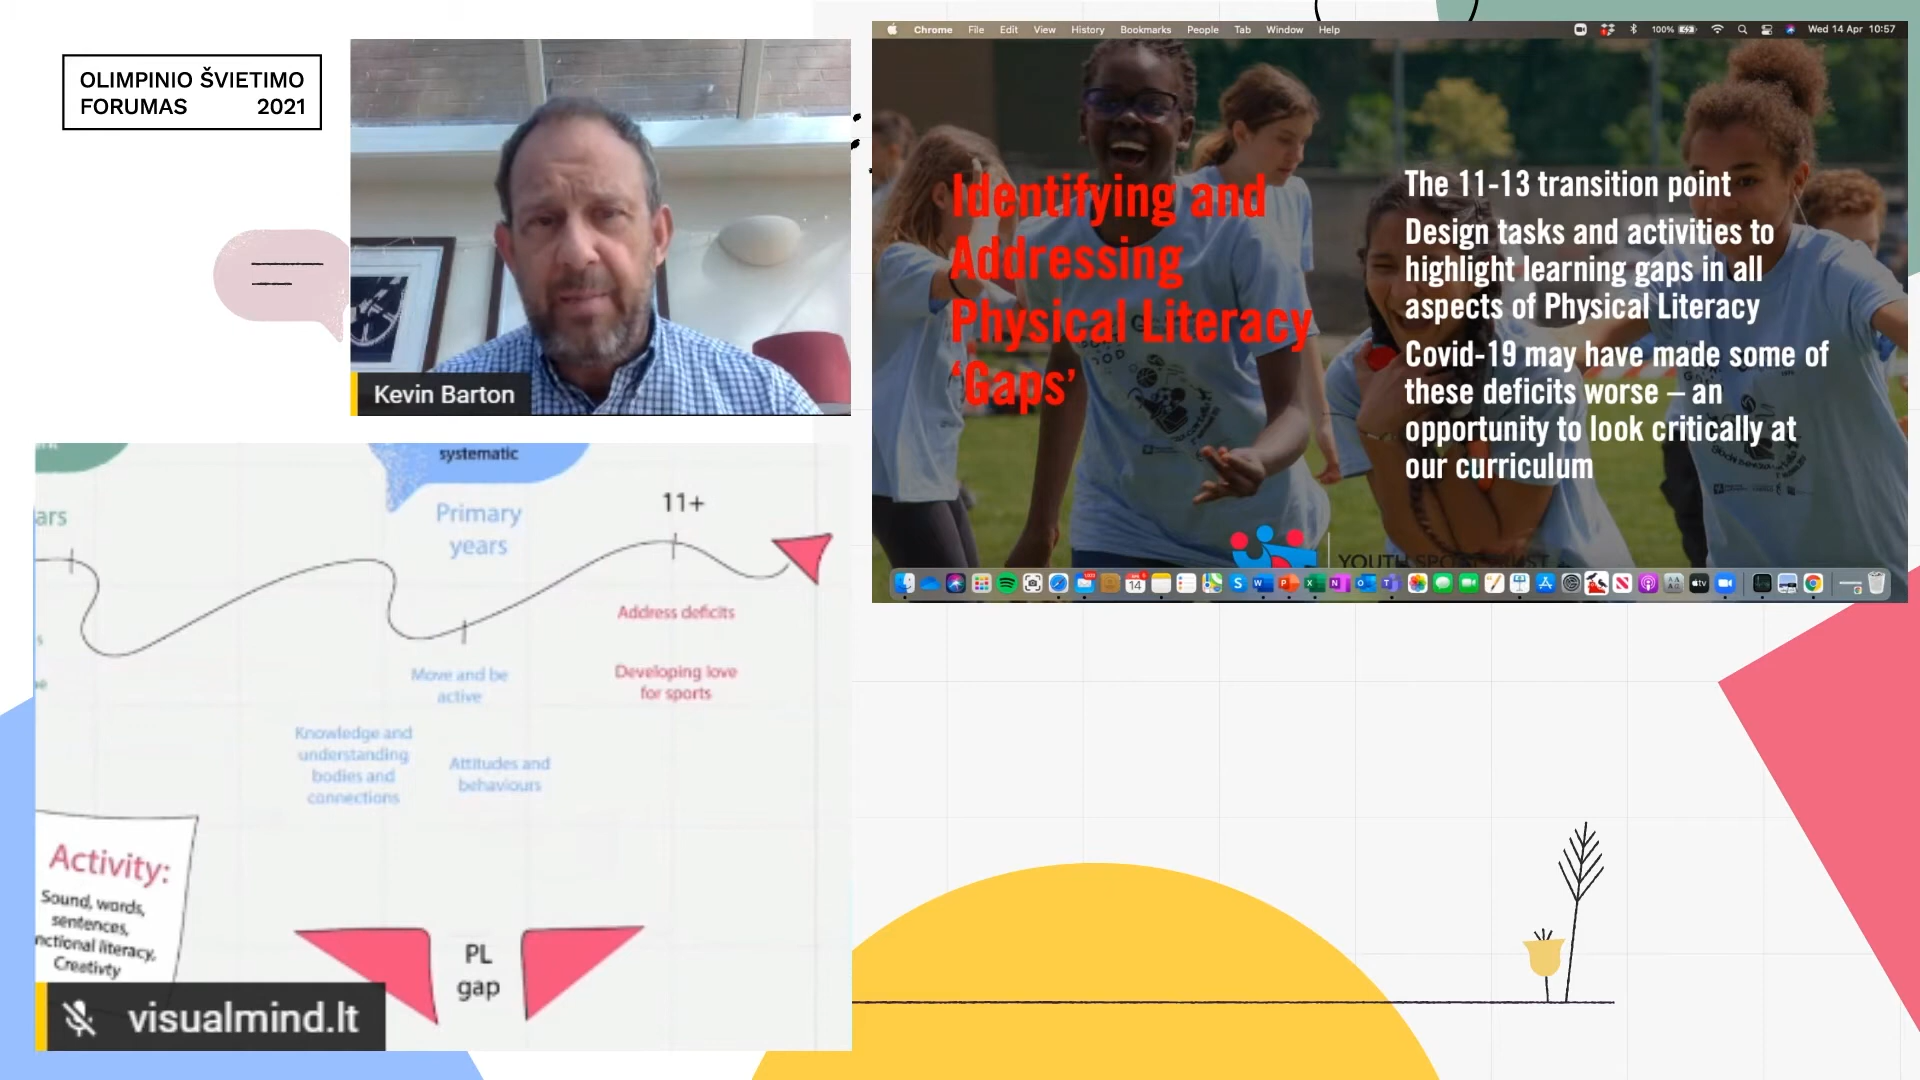 OLIMPINIO ŠVIETIMO
FORUMAS 2021
Kevin Barton
Chrome File Edit View History Bookmarks People Tab Window Help 100% Wed 14 Apr 10:57
Identifying and
Addressing
Physical Literacy
‘Gaps’
The 11-13 transition point
Design tasks and activities to
highlight learning gaps in all
aspects of Physical Literacy
Covid-19 may have made some of
these deficits worse – an
opportunity to look critically at
our curriculum
YOUTH SPORT TRUST
systematic
ars
Primary
years
11+
Address deficits
Developing love
for sports
Move and be
active
Knowledge and
understanding
bodies and
connections
Attitudes and
behaviours
Activity:
Sound, words,
sentences,
nctional literacy,
Creativty
PL
gap
visualmind.lt